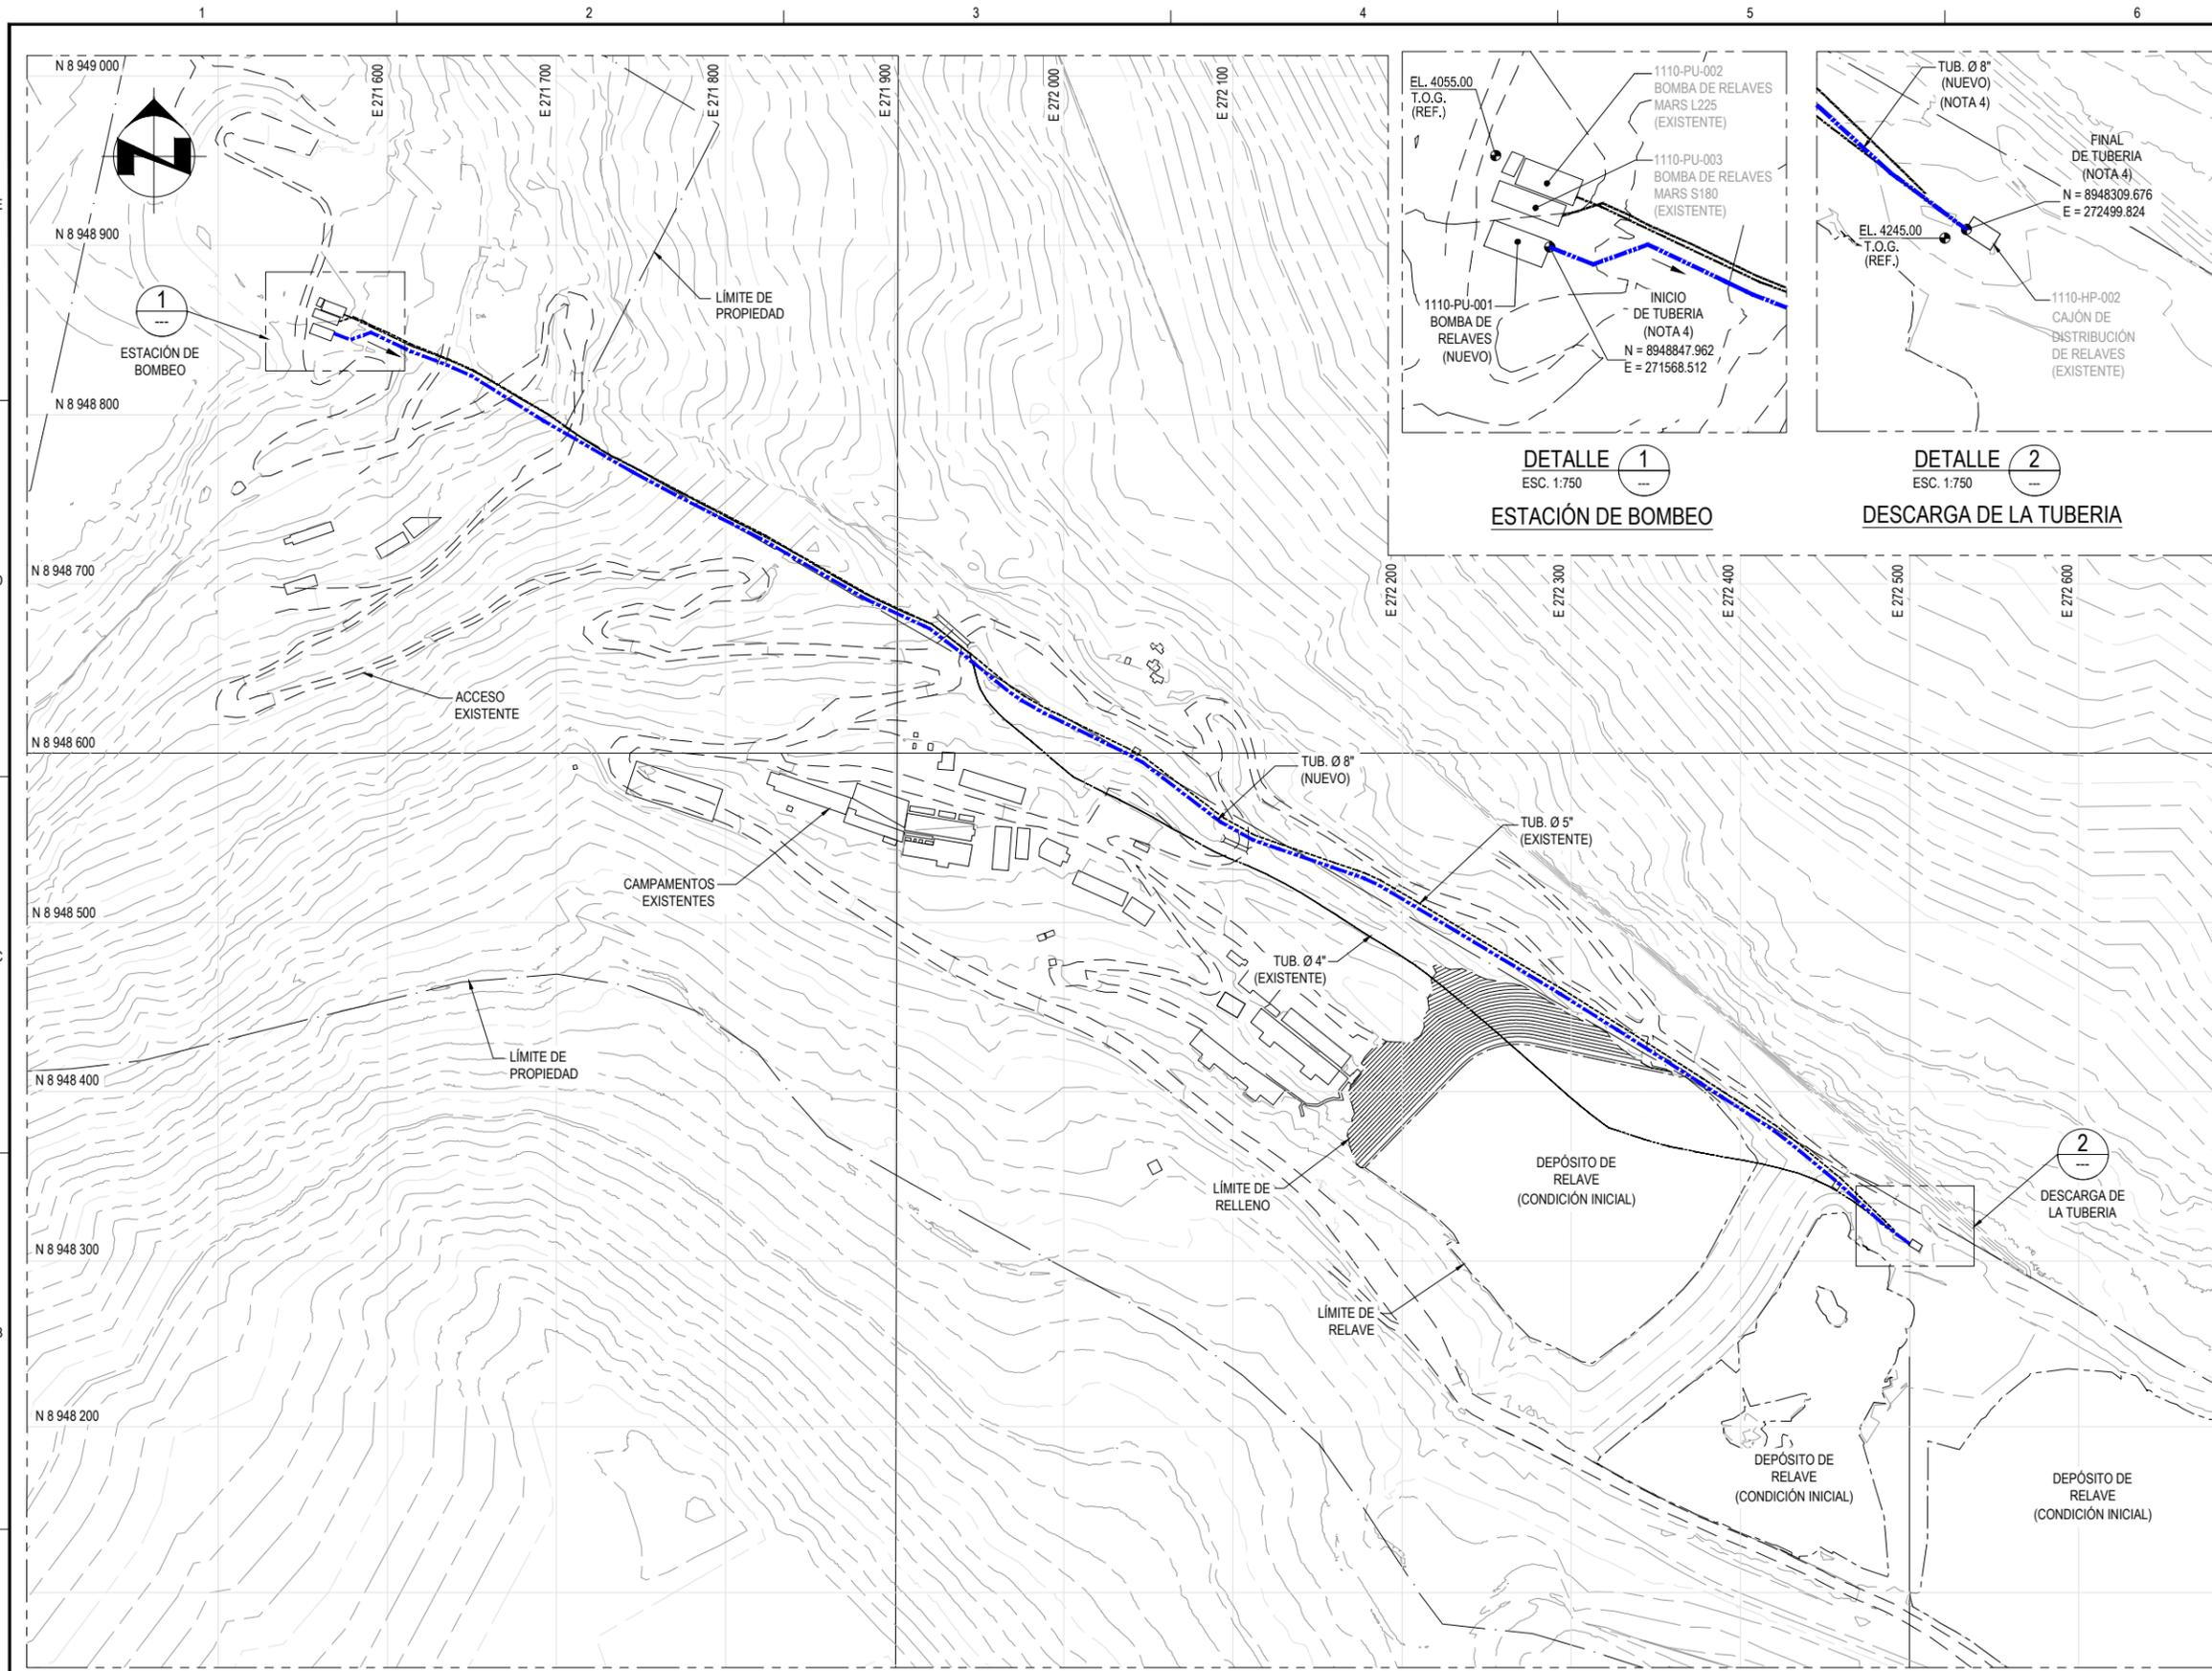 1
2
3
4
5
6
N 8 949 000
N 8 948 900
N 8 948 800
N 8 948 700
N 8 948 600
N 8 948 500
N 8 948 400
N 8 948 300
N 8 948 200
E 271 600
E 271 700
E 271 800
E 271 900
E 272 000
E 272 100
E 272 200
E 272 300
E 272 400
E 272 500
E 272 600
N
1
---
ESTACIÓN DE
BOMBEO
LÍMITE DE
PROPIEDAD
ACCESO
EXISTENTE
CAMPAMENTOS
EXISTENTES
LÍMITE DE
PROPIEDAD
TUB. Ø 8"
(NUEVO)
TUB. Ø 5"
(EXISTENTE)
TUB. Ø 4"
(EXISTENTE)
LÍMITE DE
RELLENO
LÍMITE DE
RELAVE
DEPÓSITO DE
RELAVE
(CONDICIÓN INICIAL)
2
---
DESCARGA DE
LA TUBERIA
DEPÓSITO DE
RELAVE
(CONDICIÓN INICIAL)
DEPÓSITO DE
RELAVE
(CONDICIÓN INICIAL)
EL. 4055.00
T.O.G.
(REF.)
1110-PU-002
BOMBA DE RELAVES
MARS L225
(EXISTENTE)
1110-PU-003
BOMBA DE RELAVES
MARS S180
(EXISTENTE)
1110-PU-001
BOMBA DE
RELAVES
(NUEVO)
INICIO
DE TUBERIA
(NOTA 4)
N = 8948847.962
E = 271568.512
DETALLE 1
ESC. 1:750 ---
ESTACIÓN DE BOMBEO
TUB. Ø 8"
(NUEVO)
(NOTA 4)
FINAL
DE TUBERIA
(NOTA 4)
N = 8948309.676
E = 272499.824
EL. 4245.00
T.O.G.
(REF.)
1110-HP-002
CAJÓN DE
DISTRIBUCIÓN
DE RELAVES
(EXISTENTE)
DETALLE 2
ESC. 1:750 ---
DESCARGA DE LA TUBERIA